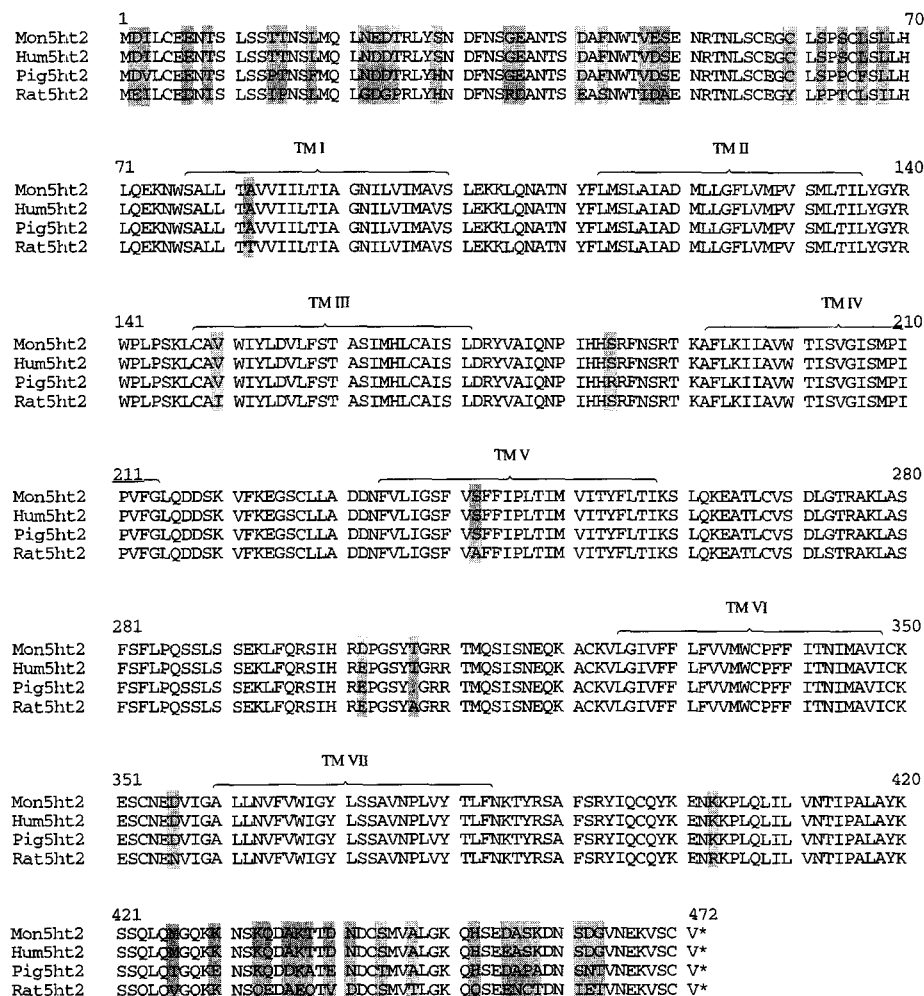 1 70
Mon5ht2 MDILCEENTS LSSTTNSLMQ LNEDTRLYSN DFNSGEANTS DAFNWTVESE NRTNLSCEGC LSPSCLSLLH
Hum5ht2 MDILCEENTS LSSTTNSLMQ LNDDTRLYSN DFNSGEANTS DAFNWTVDSE NRTNLSCEGC LSPSCLSLLH
Pig5ht2 MDVLCEENTS LSSPTNSFMQ LNDDTRLYHN DFNSGEANTS DAFNWTVDSE NRTNLSCEGC LSPPCFSLLH
Rat5ht2 MEILCEDNIS LSSIPNSLMQ LGDGPRLYHN DFNSRDANTS EASNWTIDAE NRTNLSCEGY LPPTCLSILH
TM I TM II
71 140
Mon5ht2 LQEKNWSALL TAVVIILTIA GNILVIMAVS LEKKLQNATN YFLMSLAIAD MLLGFLVMPV SMLTILYGYR
Hum5ht2 LQEKNWSALL TAVVIILTIA GNILVIMAVS LEKKLQNATN YFLMSLAIAD MLLGFLVMPV SMLTILYGYR
Pig5ht2 LQEKNWSALL TAVVIILTIA GNILVIMAVS LEKKLQNATN YFLMSLAIAD MLLGFLVMPV SMLTILYGYR
Rat5ht2 LQEKNWSALL TTVVIILTIA GNILVIMAVS LEKKLQNATN YFLMSLAIAD MLLGFLVMPV SMLTILYGYR
TM III TM IV
141 210
Mon5ht2 WPLPSKLCAV WIYLDVLFST ASIMHLCAIS LDRYVAIQNP IHHSRFNSRT KAFLKIIAVW TISVGISMPI
Hum5ht2 WPLPSKLCAV WIYLDVLFST ASIMHLCAIS LDRYVAIQNP IHHSRFNSRT KAFLKIIAVW TISVGISMPI
Pig5ht2 WPLPSKLCAV WIYLDVLFST ASIMHLCAIS LDRYVAIQNP IHHRRFNSRT KAFLKIIAVW TISVGISMPI
Rat5ht2 WPLPSKLCAI WIYLDVLFST ASIMHLCAIS LDRYVAIQNP IHHSRFNSRT KAFLKIIAVW TISVGISMPI
TM V
211 280
Mon5ht2 PVFGLQDDSK VFKEGSCLLA DDNFVLIGSF VSFFIPLTIM VITYFLTIKS LQKEATLCVS DLGTRAKLAS
Hum5ht2 PVFGLQDDSK VFKEGSCLLA DDNFVLIGSF VSFFIPLTIM VITYFLTIKS LQKEATLCVS DLGTRAKLAS
Pig5ht2 PVFGLQDDSK VFKEGSCLLA DDNFVLIGSF VSFFIPLTIM VITYFLTIKS LQKEATLCVS DLGTRAKLAS
Rat5ht2 PVFGLQDDSK VFKEGSCLLA DDNFVLIGSF VAFFIPLTIM VITYFLTIKS LQKEATLCVS DLSTRAKLAS
TM VI
281 350
Mon5ht2 FSFLPQSSLS SEKLFQRSIH RDPGSYTGRR TMQSISNEQK ACKVLGIVFF LFVVMWCPFF ITNIMAVICK
Hum5ht2 FSFLPQSSLS SEKLFQRSIH REPGSYTGRR TMQSISNEQK ACKVLGIVFF LFVVMWCPFF ITNIMAVICK
Pig5ht2 FSFLPQSSLS SEKLFQRSIH TMQSISNEQK ACKVLGIVFF LFVVMWCPFF ITNIMAVICK
Rat5ht2 FSFLPQSSLS SEKLFQRSIH REPGSYAGRR TMQSISNEQK ACKVLGIVFF LFVVMWCPFF ITNIMAVICK
TM VII
351 420
Mon5ht2 ESCNEDVIGA LLNVFVWIGY LSSAVNPLVY TLFNKTYRSA FSRYIQCQYK ENKKPLQLIL VNTIPALAYK
Hum5ht2 ESCNEDVIGA LLNVFVWIGY LSSAVNPLVY TLFNKTYRSA FSRYIQCQYK ENKKPLQLIL VNTIPALAYK
Pig5ht2 ESCNEDVIGA LLNVFVWIGY LSSAVNPLVY TLFNKTYRSA FSRYIQCQYK ENKKPLQLIL VNTIPALAYK
Rat5ht2 ESCNENVIGA LLNVFVWIGY LSSAVNPLVY TLFNKTYRSA FSRYIQCQYK ENRKPLQLIL VNTIPALAYK
421 472
Mon5ht2 SSQLQMGQKK NSKQDAKTTD NDCSMVALGK QHSEDASKDN SDGVNEKVSC V*
Hum5ht2 SSQLQMGQKK NSKQDAKTTD NDCSMVALGK QHSEEASKDN SDGVNEKVSC V*
Pig5ht2 SSQLQTGQKE NSKQDDKATE NDCTMVALGK QHSEDAPADN SNTVNEKVSC V*
Rat5ht2 SSQLQVGQKK NSQEDAEQTV DDCSMVTLGK QQSEENCTDN IETVNEKVSC V*